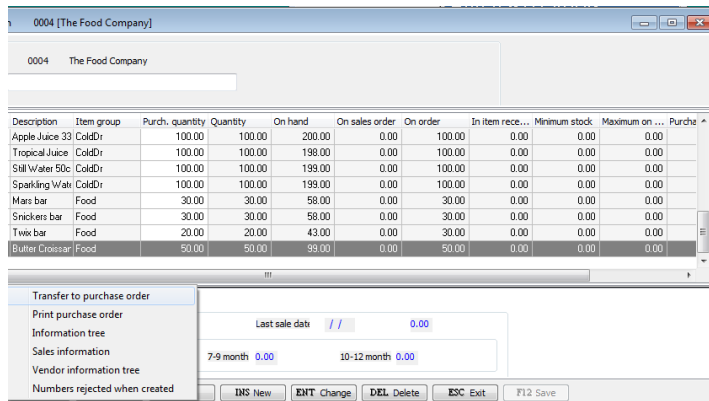 0004 [The Food Company]
0004 The Food Company
Description Item group Purch. quantity Quantity On hand On sales order On order In item rece... Minimum stock Maximum on ... Purcha
Apple Juice 33 ColdDr 100.00 100.00 200.00 0.00 100.00 0.00 0.00 0.00
Tropical Juice ColdDr 100.00 100.00 198.00 0.00 100.00 0.00 0.00 0.00
Still Water 50c ColdDr 100.00 100.00 199.00 0.00 100.00 0.00 0.00 0.00
Sparkling Wate ColdDr 100.00 100.00 199.00 0.00 100.00 0.00 0.00 0.00
Mars bar Food 30.00 30.00 58.00 0.00 30.00 0.00 0.00 0.00
Snickers bar Food 30.00 30.00 58.00 0.00 30.00 0.00 0.00 0.00
Twix bar Food 20.00 20.00 43.00 0.00 20.00 0.00 0.00 0.00
Butter Croissar Food 50.00 50.00 99.00 0.00 50.00 0.00 0.00 0.00
Transfer to purchase order
Print purchase order
Last sale date / / 0.00
Information tree
Sales information
7-9 month 0.00 10-12 month 0.00
Vendor information tree
Numbers rejected when created
INS New ENT Change DEL Delete ESC Exit F12 Save